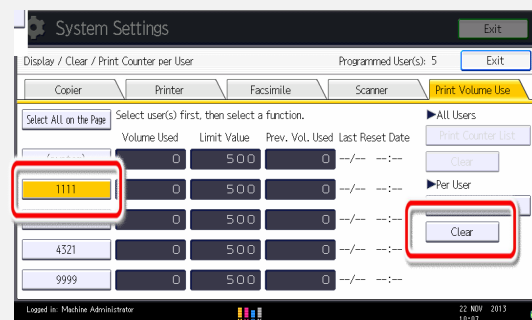 System Settings
Exit
Display / Clear / Print Counter per User
Programmed User(s): 5
Exit
Copier
Printer
Facsimile
Scanner
Print Volume Use
Select All on the Page
Select user(s) first, then select a function.
►All Users
Volume Used
Limit Value
Prev. Vol. Used
Last Reset Date
Print Counter List
0
500
0
--/-- --:--
Clear
1111
0
500
0
--/-- --:--
►Per User
0
500
0
--/-- --:--
Clear
4321
0
500
0
--/-- --:--
9999
0
500
0
--/-- --:--
Logged in: Machine Administrator
22 NOV 2013